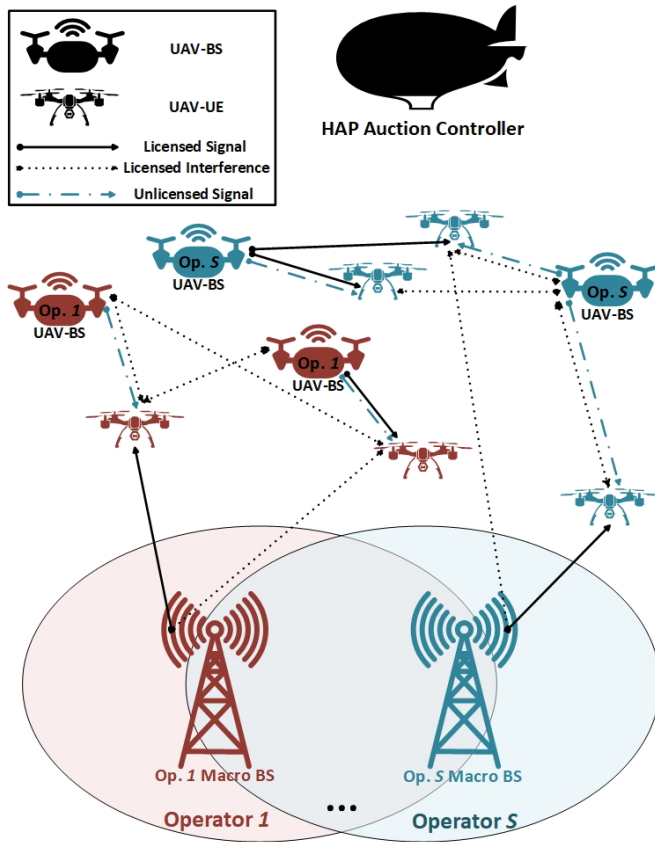 UAV-BS
UAV-UE
Licensed Signal
Licensed Interference
Unlicensed Signal
HAP Auction Controller
Op. S
UAV-BS
Op. S
UAV-BS
Op. 1
UAV-BS
Op. 1
UAV-BS
Op. 1 Macro BS
Op. S Macro BS
Operator 1
...
Operator S